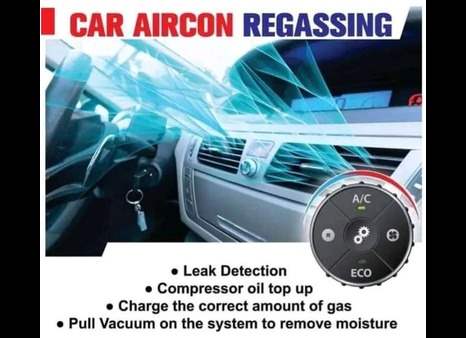 CAR AIRCON REGASSING
A/C
ECO
● Leak Detection
● Compressor oil top up
● Charge the correct amount of gas
● Pull Vacuum on the system to remove moisture